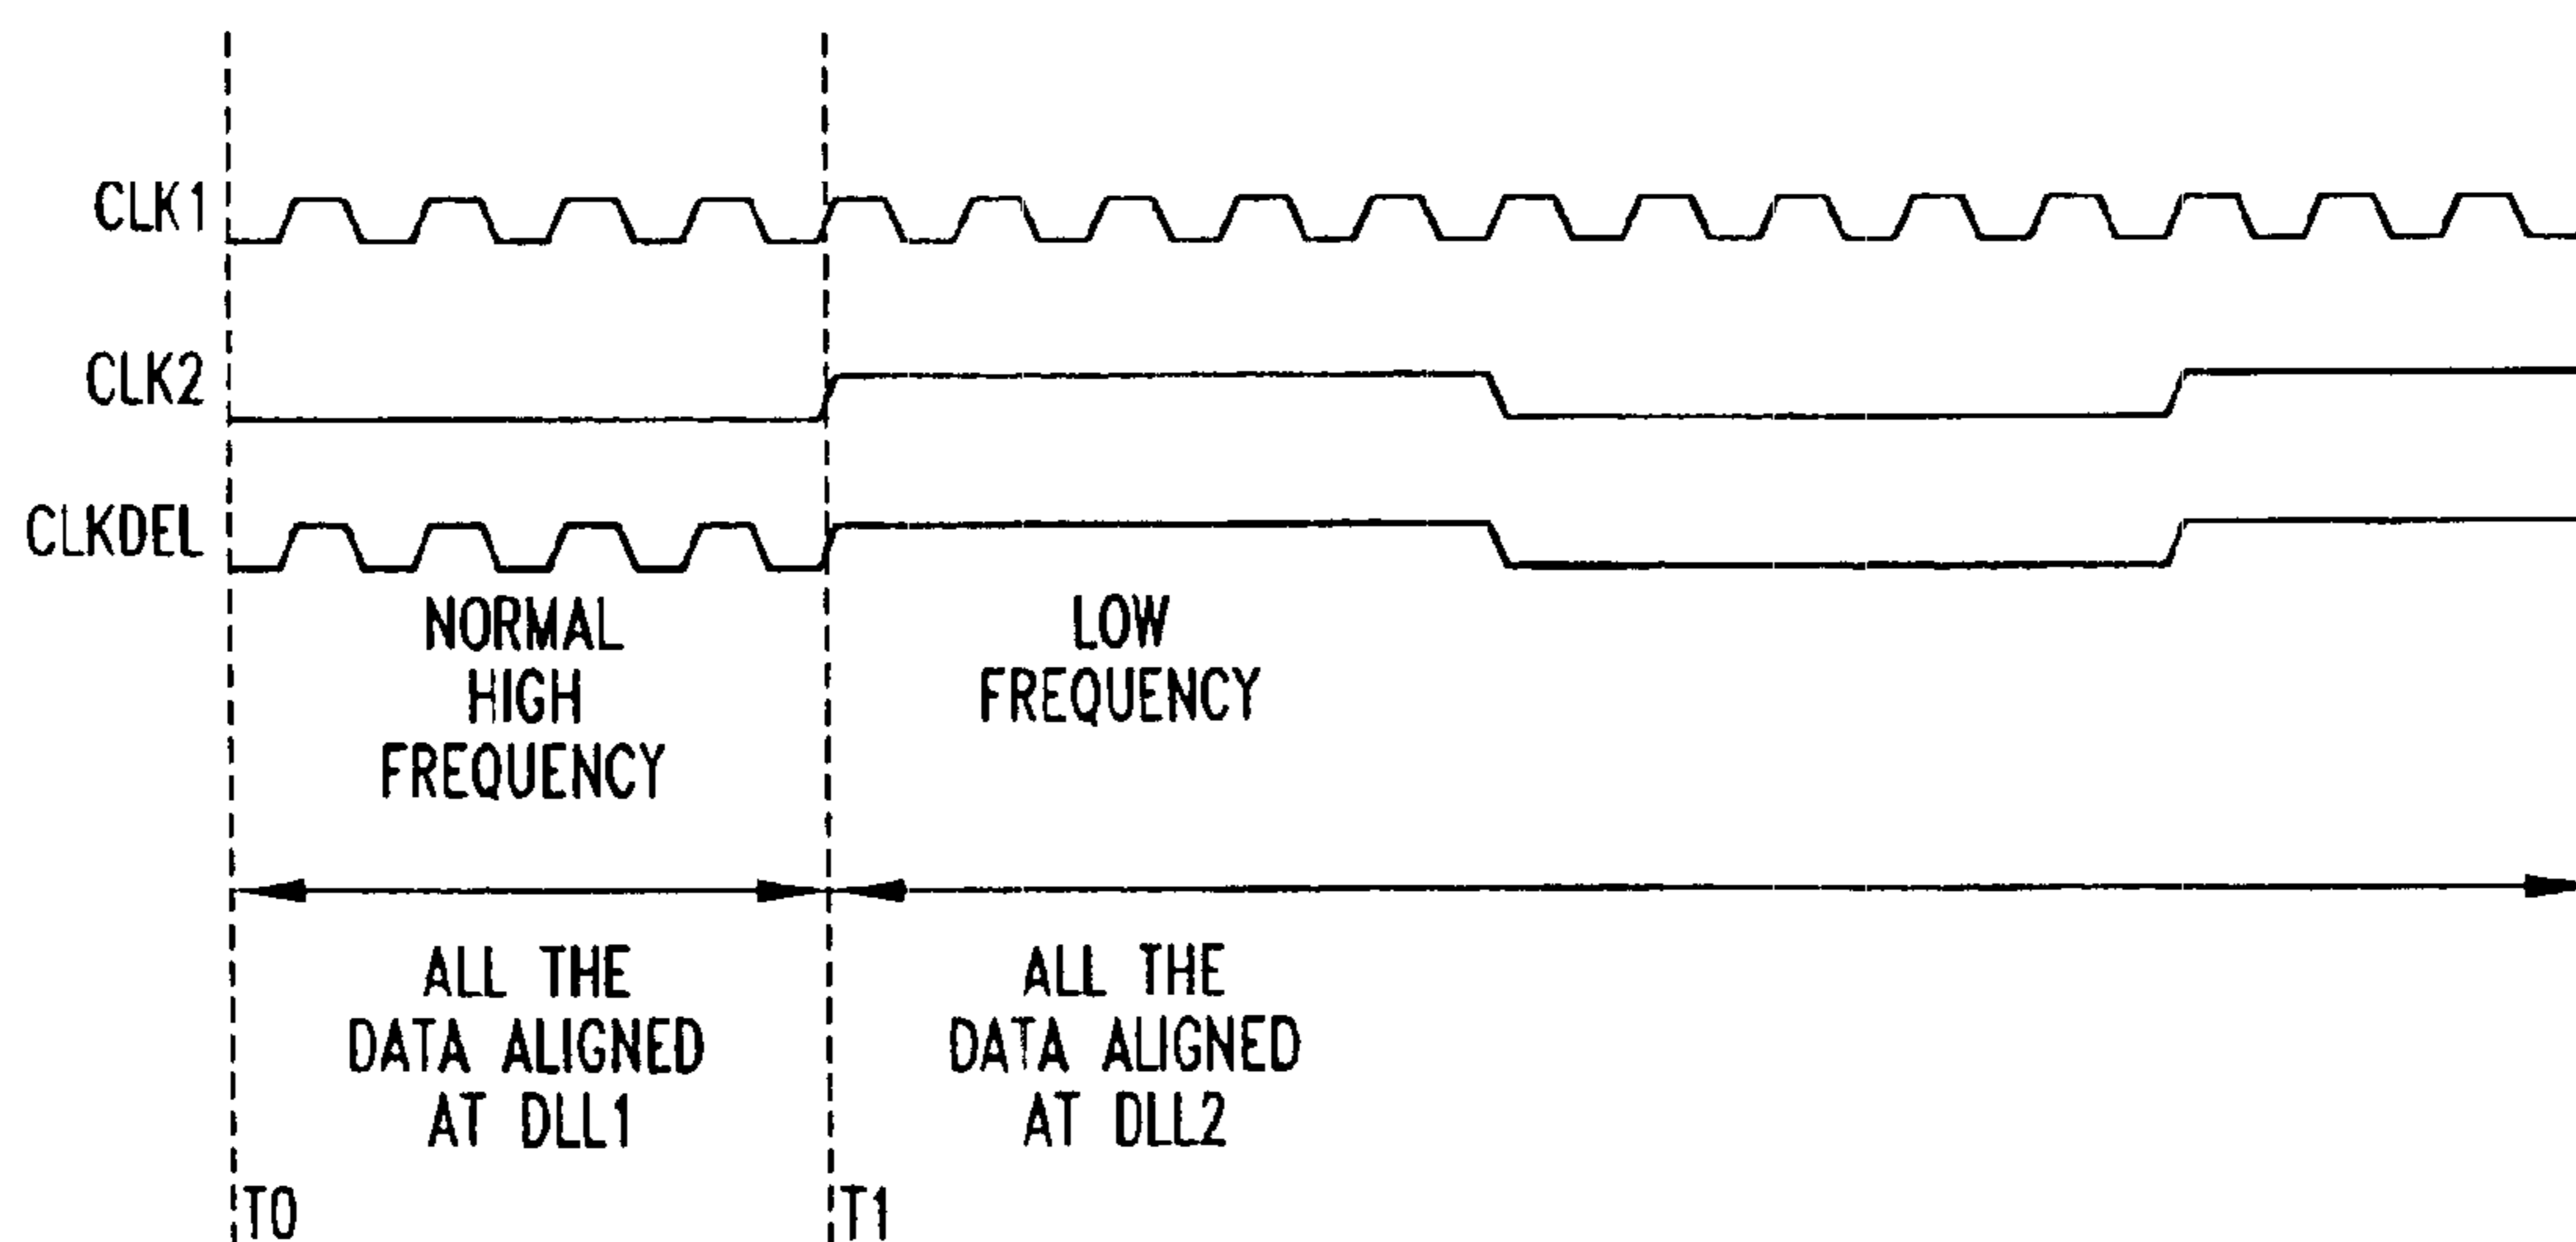 CLK1
CLK2
CLKDEL
NORMAL
HIGH
FREQUENCY
LOW
FREQUENCY
ALL THE
DATA ALIGNED
AT DLL1
ALL THE
DATA ALIGNED
AT DLL2
T0
T1